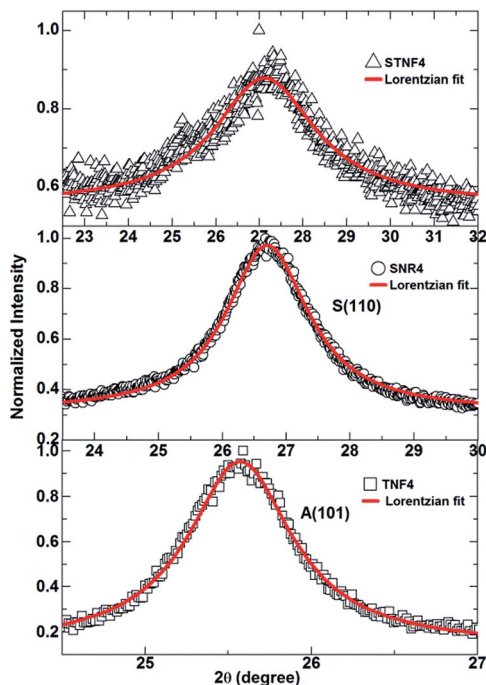 1.0
STNF4
Lorentzian fit
0.8
0.6
23 24 25 26 27 28 29 30 31 32
1.0
SNR4
Lorentzian fit
0.8
S(110)
0.6
0.4
0.2
24 25 26 27 28 29 30
1.0
TNF4
Lorentzian fit
0.8
A(101)
0.6
0.4
0.2
25 26 27
2θ (degree)
Normalized Intensity